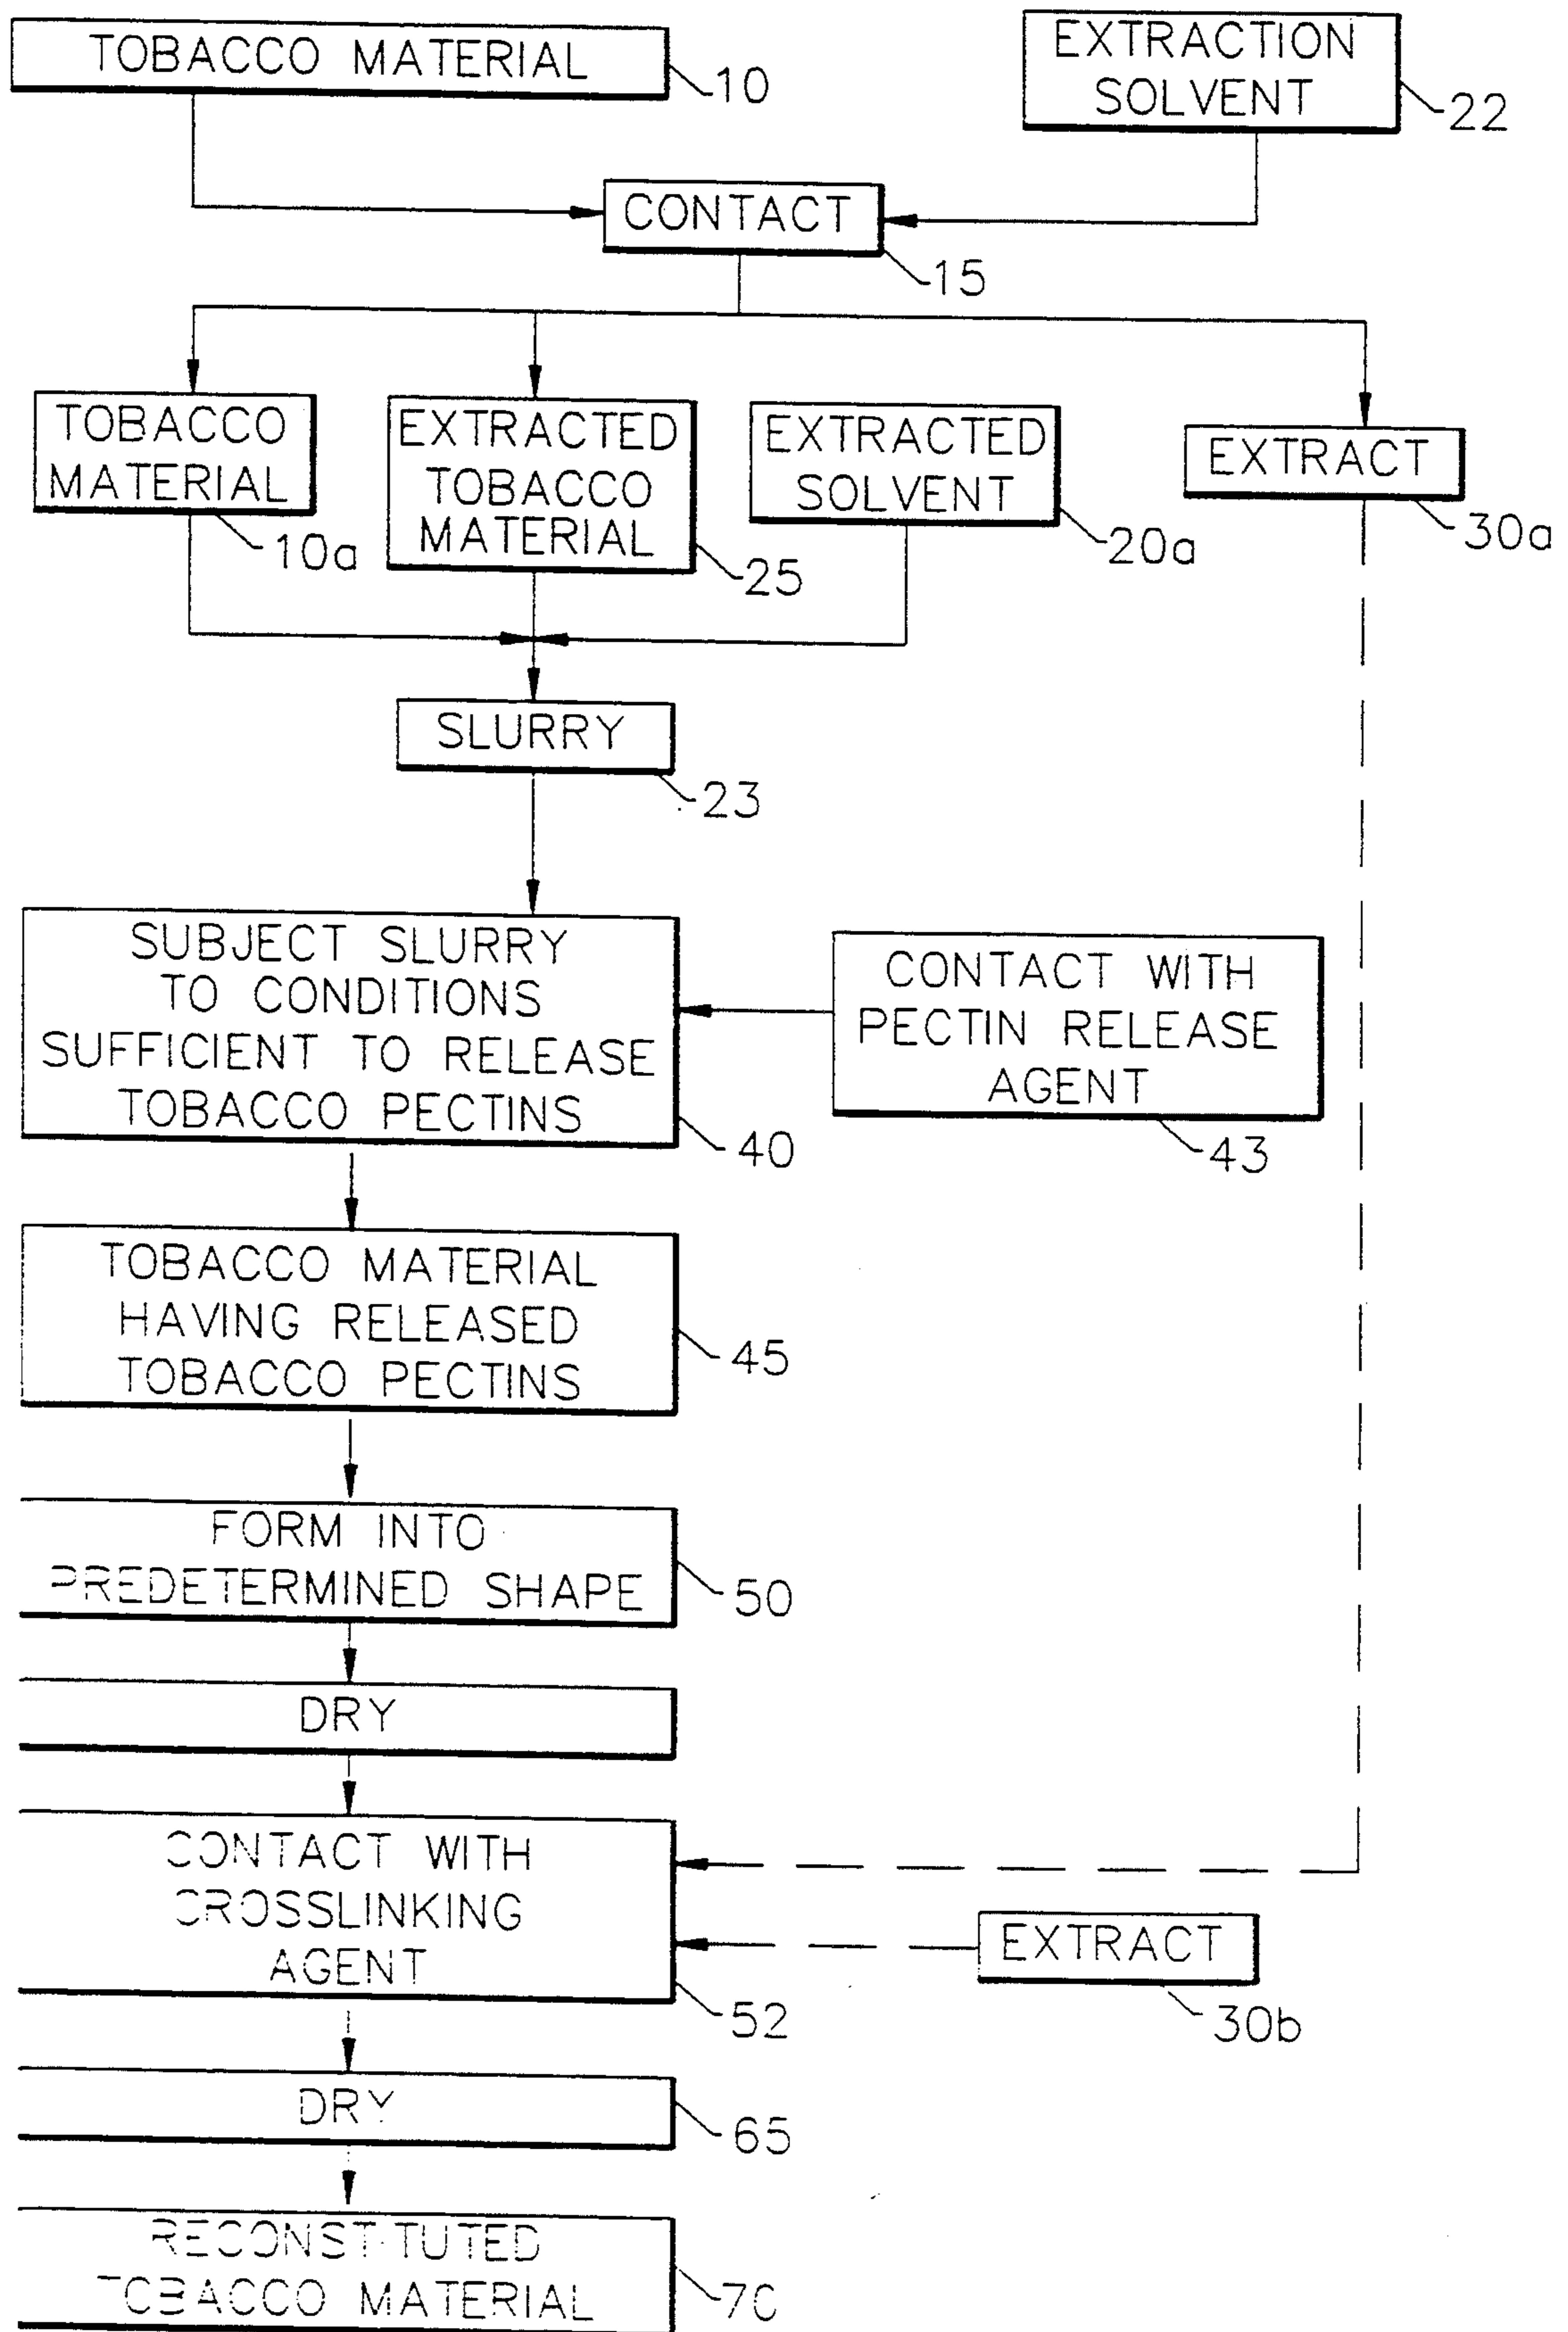 TOBACCO MATERIAL
10
EXTRACTION
SOLVENT
22
CONTACT
15
TOBACCO
MATERIAL
10a
EXTRACTED
TOBACCO
MATERIAL
25
EXTRACTED
SOLVENT
20a
EXTRACT
30a
SLURRY
23
SUBJECT SLURRY
TO CONDITIONS
SUFFICIENT TO RELEASE
TOBACCO PECTINS
40
CONTACT WITH
PECTIN RELEASE
AGENT
43
TOBACCO MATERIAL
HAVING RELEASED
TOBACCO PECTINS
45
FORM INTO
PREDETERMINED SHAPE
50
DRY
CONTACT WITH
CROSSLINKING
AGENT
52
EXTRACT
30b
DRY
65
RECONSTITUTED
TOBACCO MATERIAL
70